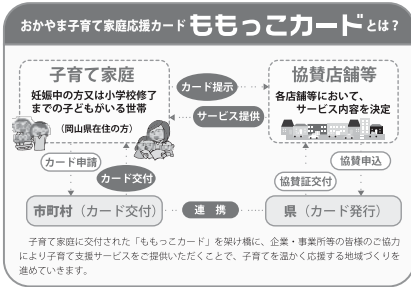 おかやま子育て家庭応援カード ももっこカード とは？
子育て家庭
妊娠中の方又は小学校修了
までの子どもがいる世帯
（岡山県在住の方）
カード提示
サービス提供
協賛店舗等
各店舗等において、
サービス内容を決定
カード申請
カード交付
協賛証交付
協賛申込
市町村（カード交付）
連携
県（カード発行）
子育て家庭に交付された「ももっこカード」を架け橋に、企業・事業所等の皆様のご協力
により子育て支援サービスをご提供いただくことで、子育てを温かく応援する地域づくりを
進めていきます。